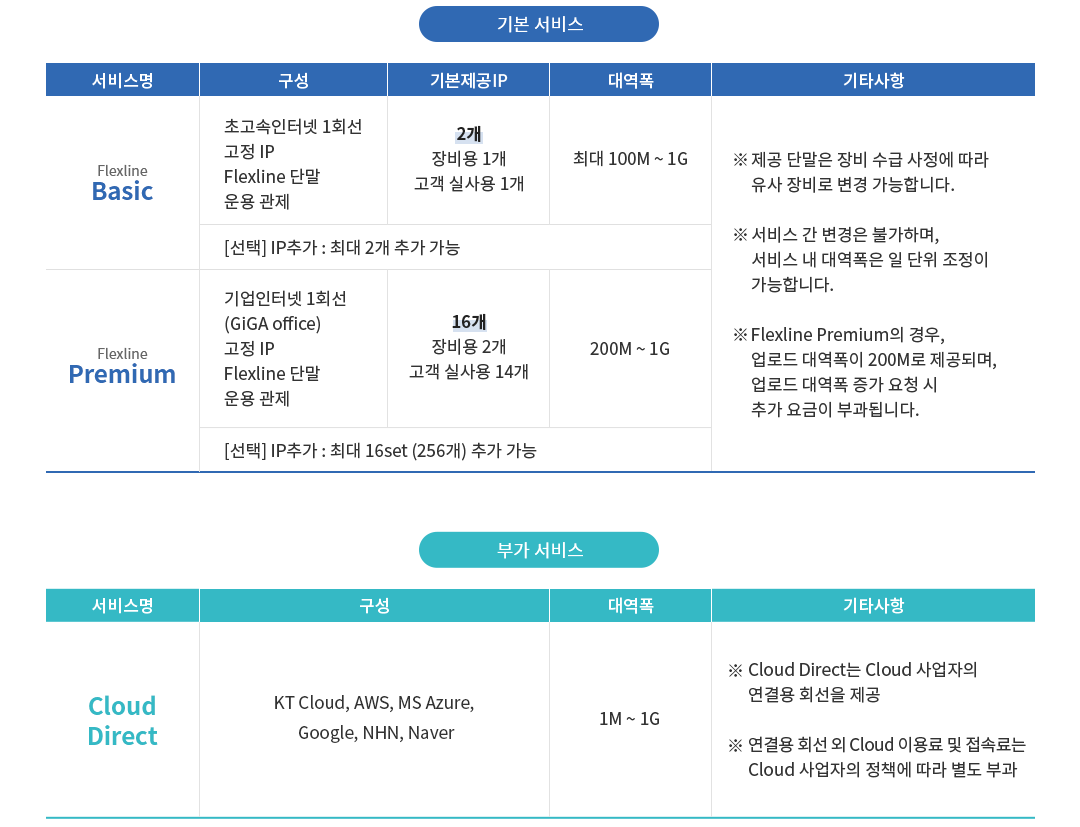 기본 서비스
서비스명 구성 기본제공IP 대역폭 기타사항
Flexline
Basic
초고속인터넷 1회선
고정 IP
Flexline 단말
운용 관제
2개
장비용 1개
고객 실사용 1개
최대 100M ~ 1G
[선택] IP추가 : 최대 2개 추가 가능
Flexline
Premium
기업인터넷 1회선
(GiGA office)
고정 IP
Flexline 단말
운용 관제
16개
장비용 2개
고객 실사용 14개
200M ~ 1G
[선택] IP추가 : 최대 16set (256개) 추가 가능
※ 제공 단말은 장비 수급 사정에 따라
유사 장비로 변경 가능합니다.
※ 서비스 간 변경은 불가하며,
서비스 내 대역폭은 일 단위 조정이
가능합니다.
※ Flexline Premium의 경우,
업로드 대역폭이 200M로 제공되며,
업로드 대역폭 증가 요청 시
추가 요금이 부과됩니다.
부가 서비스
서비스명 구성 대역폭 기타사항
Cloud
Direct
KT Cloud, AWS, MS Azure,
Google, NHN, Naver
1M ~ 1G
※ Cloud Direct는 Cloud 사업자의
연결용 회선을 제공
※ 연결용 회선 외 Cloud 이용료 및 접속료는
Cloud 사업자의 정책에 따라 별도 부과